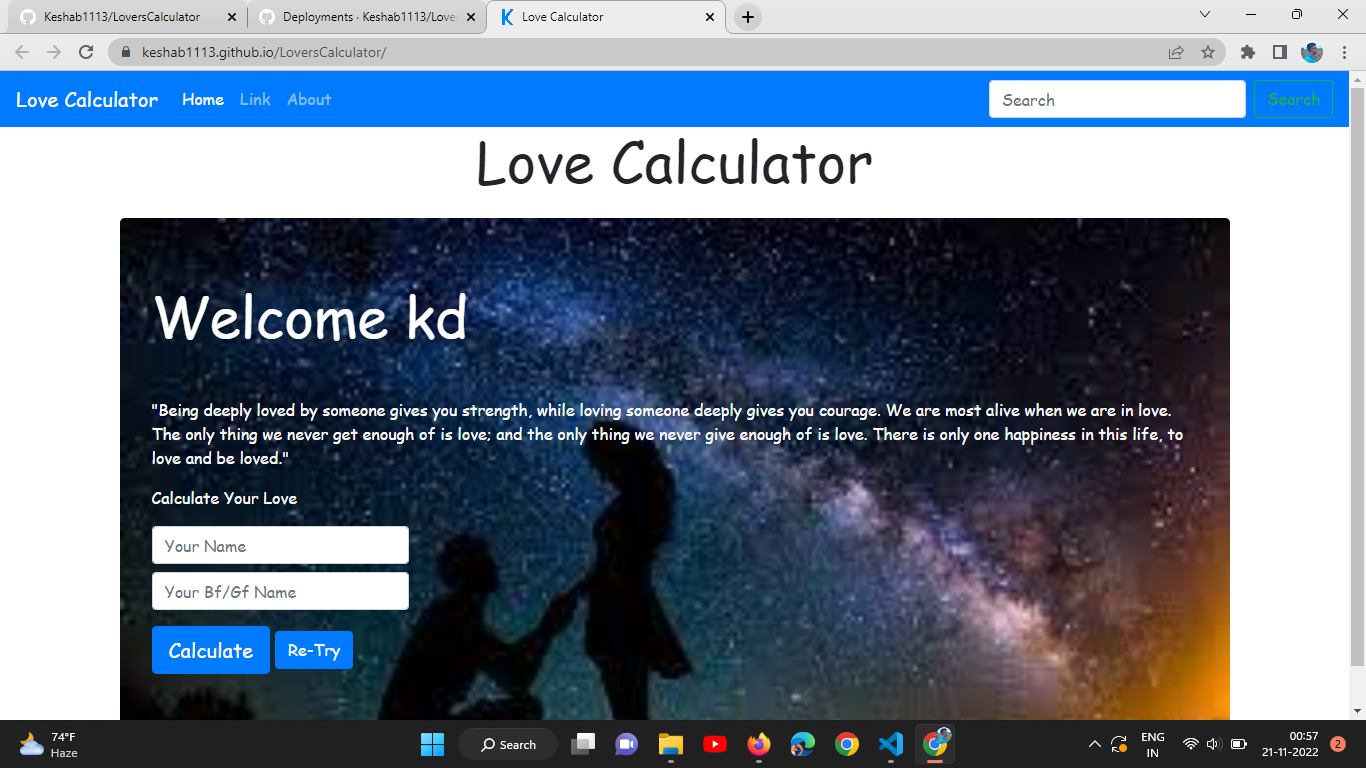 Keshab1113/LoversCalculator
Deployments · Keshab1113/Love
Love Calculator
keshab1113.github.io/LoversCalculator/
Love Calculator Home Link About Search Search
Love Calculator
Welcome kd
"Being deeply loved by someone gives you strength, while loving someone deeply gives you courage. We are most alive when we are in love.
The only thing we never get enough of is love; and the only thing we never give enough of is love. There is only one happiness in this life, to
love and be loved."
Calculate Your Love
Your Name
Your Bf/Gf Name
Calculate Re-Try
74°F
Haze
Search
ENG
IN
00:57
21-11-2022
2